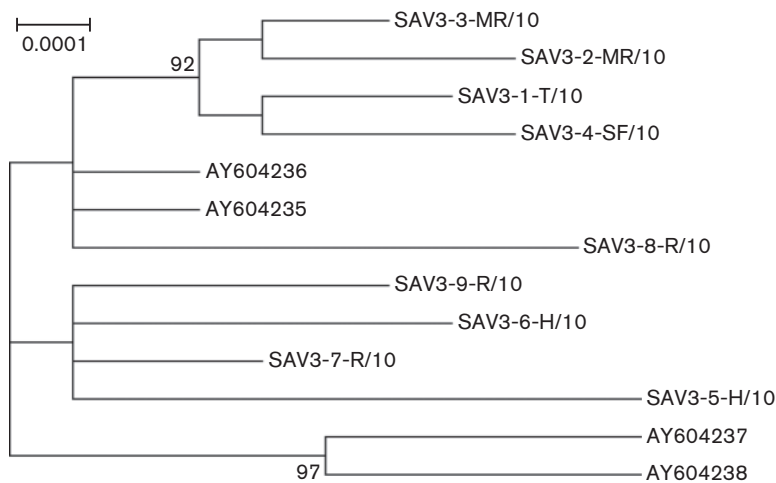 SAV3-3-MR/10
0.0001
SAV3-2-MR/10
92
SAV3-1-T/10
SAV3-4-SF/10
AY604236
AY604235
SAV3-8-R/10
SAV3-9-R/10
SAV3-6-H/10
SAV3-7-R/10
SAV3-5-H/10
AY604237
97
AY604238